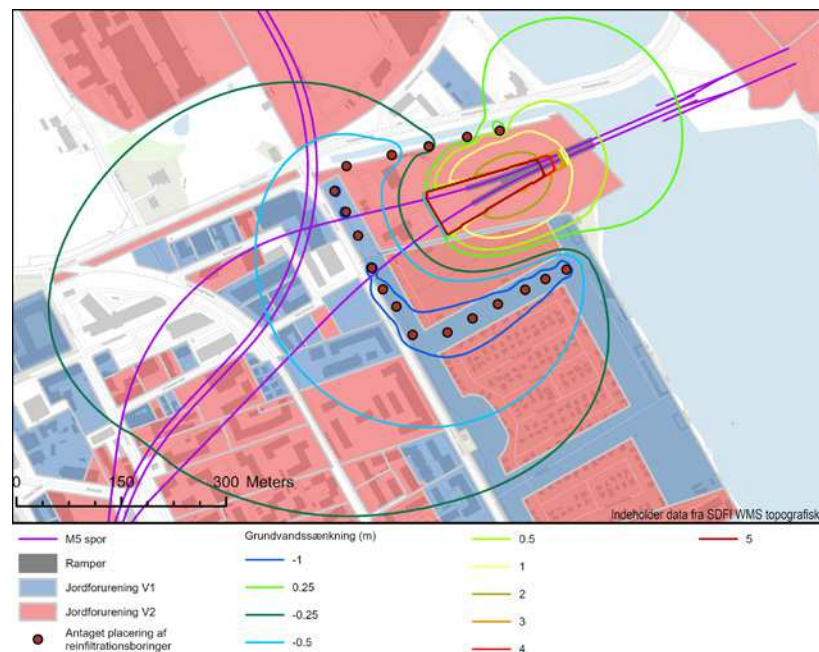 0 150 300 Meters
Indeholder data fra SDFI WMS topografisk
M5 spor
Ramper
Jordforurening V1
Jordforurening V2
Antaget placering af
reinfiltrationsboringer
Grundvandssænkning (m)
-1
0.25
-0.25
-0.5
0.5
1
2
3
4
5